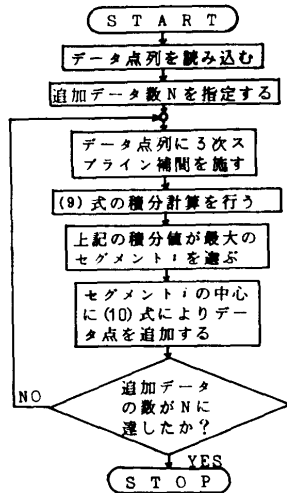 START
データ点列を読み込む
追加データ数Nを指定する
データ点列に3次ス
プライン補間を施す
(9)式の積分計算を行う
上記の積分値が最大の
セグメントiを選ぶ
セグメントiの中心
に(10)式によりデー
タ点を追加する
NO
追加データ
の数がNに
達したか？
YES
STOP